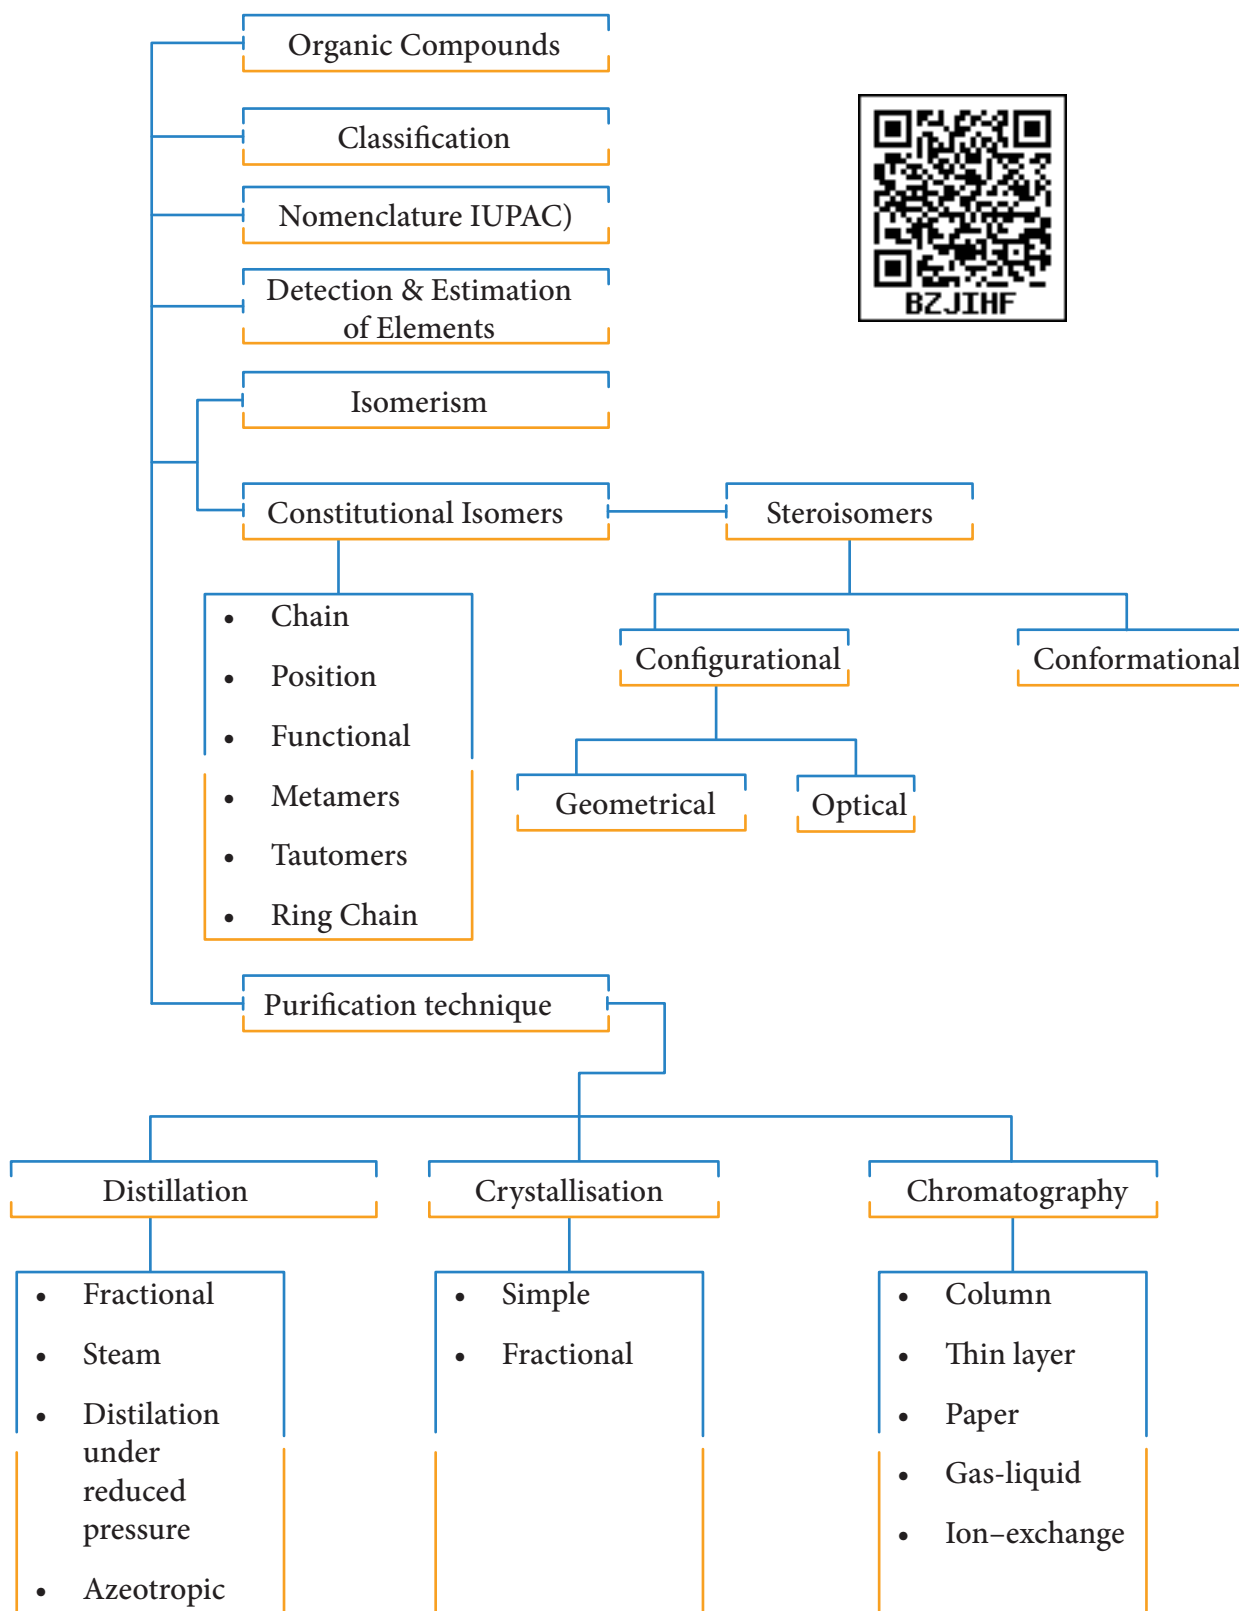 Organic Compounds
BZJIHF
Classification
Nomenclature IUPAC)
Detection & Estimation
of Elements
Isomerism
Constitutional Isomers
Steroisomers
• Chain
• Position
• Functional
• Metamers
• Tautomers
• Ring Chain
Configurational
Conformational
Geometrical
Optical
Purification technique
Distillation
Crystallisation
Chromatography
• Fractional
• Steam
• Distilation
under
reduced
pressure
• Azeotropic
• Simple
• Fractional
• Column
• Thin layer
• Paper
• Gas-liquid
• Ion–exchange